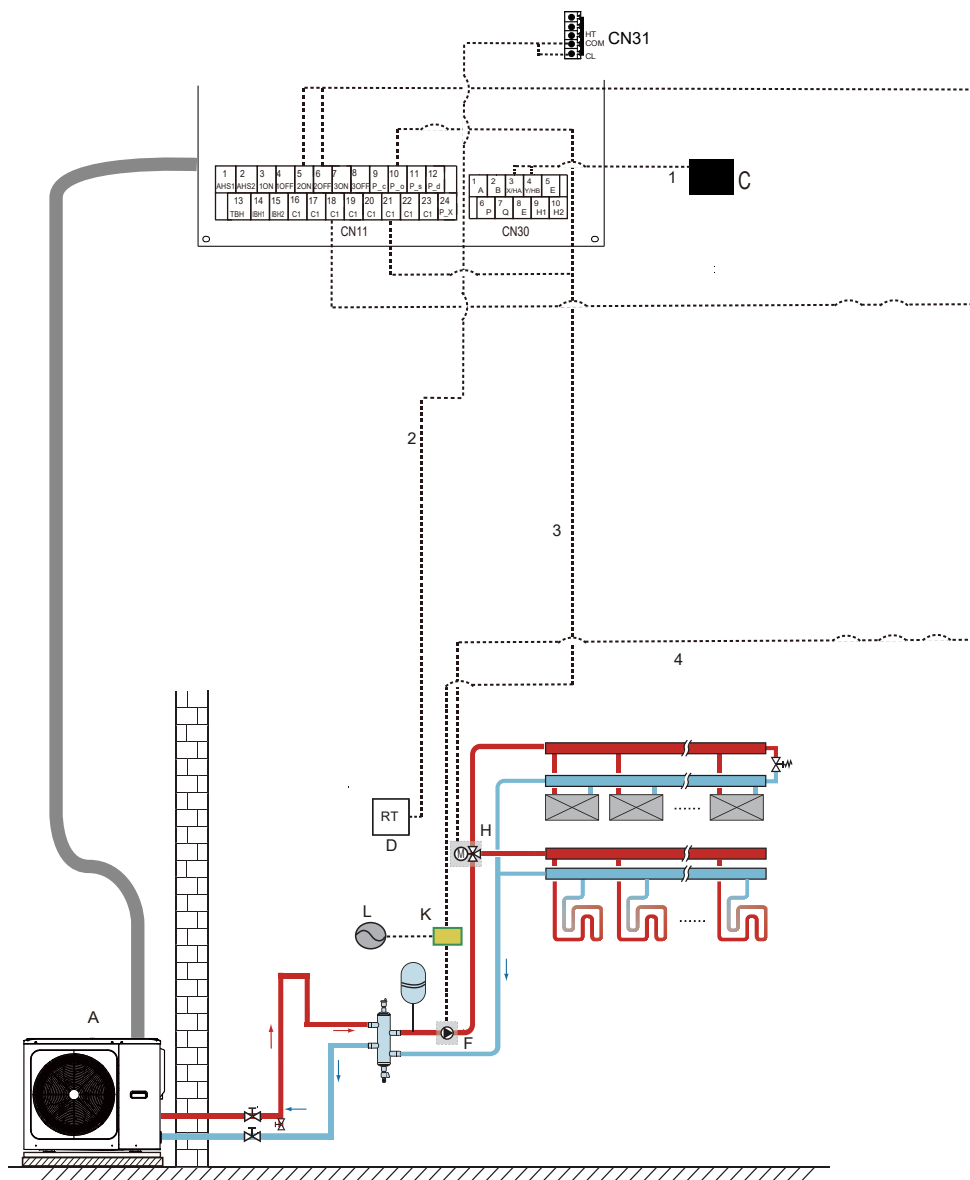 HT
COM
CL
CN31
1 2 3 4 5 6 7 8 9 10 11 12
AHS1 AHS2 1ON 1OFF 2ON 2OFF 3ON 3OFF P_c P_o P_s P_d
13 14 15 16 17 18 19 20 21 22 23 24
TBH IBH1 IBH2 C1 C1 C1 C1 C1 C1 C1 C1 P_X
CN11
1 2 3 4 5
A B X/HA Y/HB E
6 7 8 9 10
P Q E H1 H2
CN30
1
C
2
3
4
RT
D
H
M
L
K
F
A